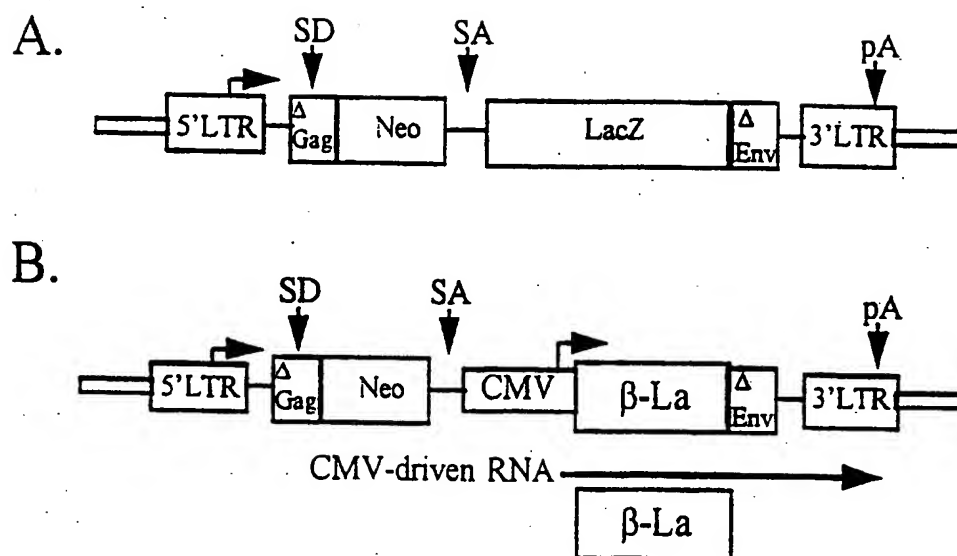 A.
SD
SA
pA
5'LTR
Δ
Gag
Neo
LacZ
Δ
Env
3'LTR
B.
SD
SA
pA
5'LTR
Δ
Gag
Neo
CMV
β-La
Δ
Env
3'LTR
CMV-driven RNA
β-La